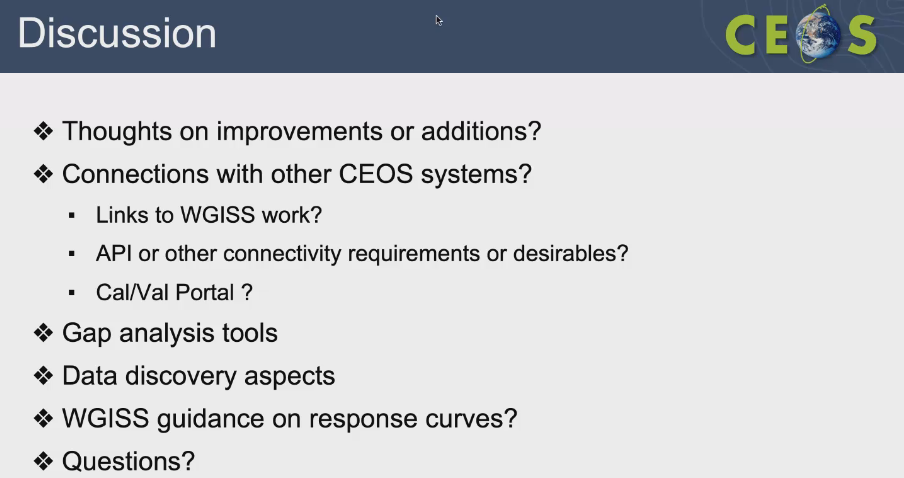 Discussion
CEOS
❖ Thoughts on improvements or additions?
❖ Connections with other CEOS systems?
▪ Links to WGISS work?
▪ API or other connectivity requirements or desirables?
▪ Cal/Val Portal ?
❖ Gap analysis tools
❖ Data discovery aspects
❖ WGISS guidance on response curves?
❖ Questions?